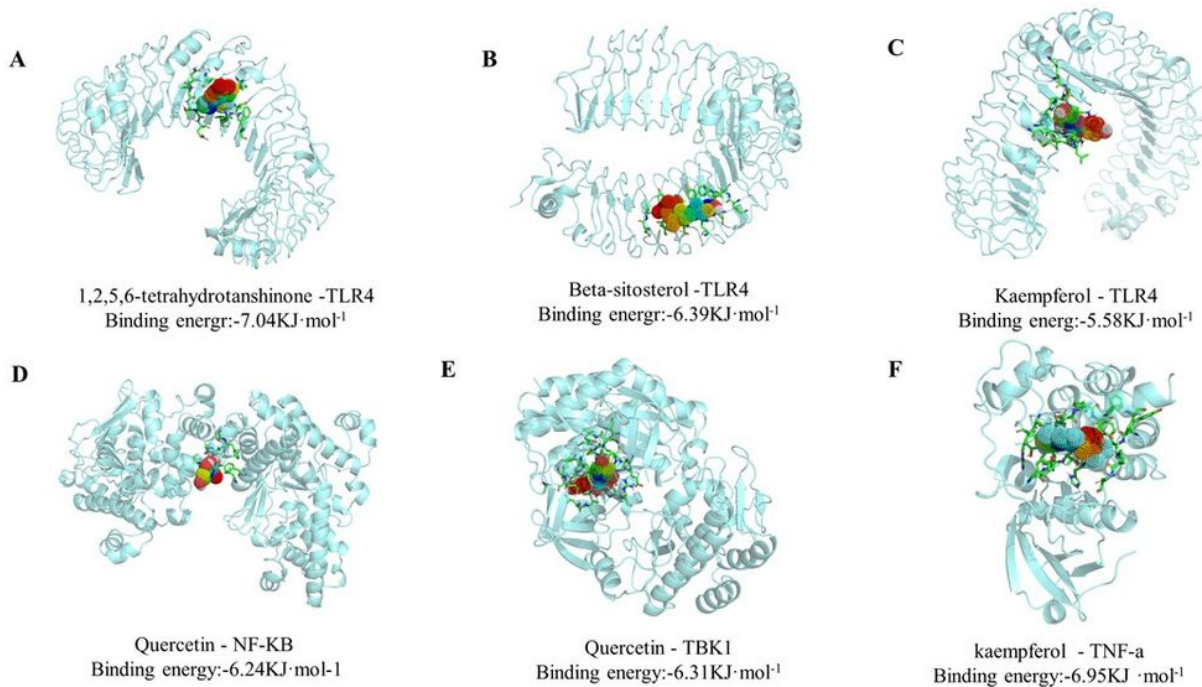 A
B
C
1,2,5,6-tetrahydrotanshinone -TLR4
Binding energr:-7.04KJ·mol⁻¹
Beta-sitosterol -TLR4
Binding energr:-6.39KJ·mol⁻¹
Kaempferol - TLR4
Binding energ:-5.58KJ·mol⁻¹
D
E
F
Quercetin - NF-KB
Binding energy:-6.24KJ·mol-1
Quercetin - TBK1
Binding energy:-6.31KJ·mol⁻¹
kaempferol - TNF-a
Binding energy:-6.95KJ ·mol⁻¹